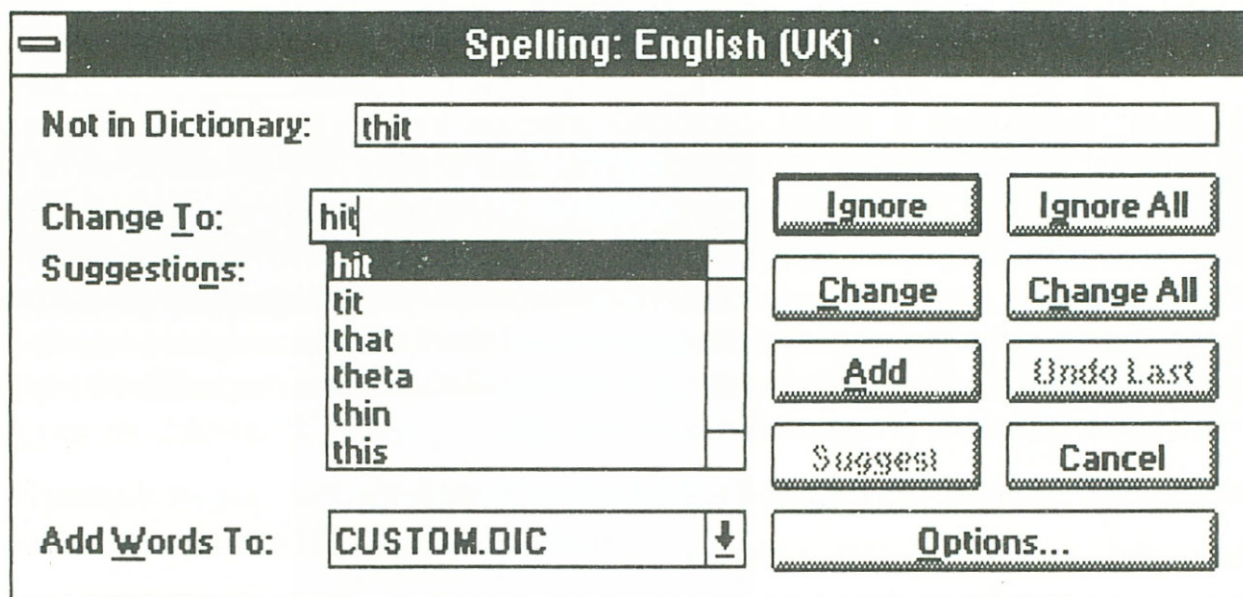 Spelling: English (UK)
Not in Dictionary: thit
Change To: hit
Ignore Ignore All
Suggestions: hit
tit
that
theta
thin
this
Change Change All
Add Undo Last
Suggest Cancel
Add Words To: CUSTOM.DIC
Options...